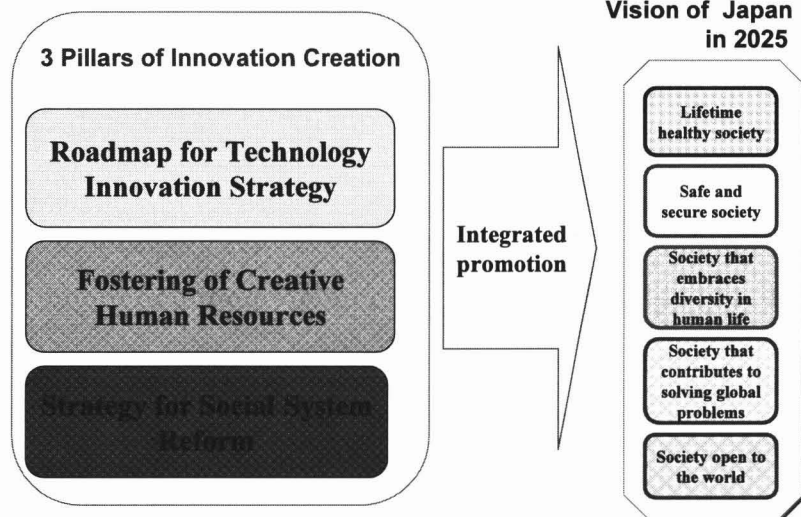 3 Pillars of Innovation Creation
Roadmap for Technology
Innovation Strategy
Fostering of Creative
Human Resources
Strategy for Social System
Reform
Integrated
promotion
Vision of Japan
in 2025
Lifetime
healthy society
Safe and
secure society
Society that
embraces
diversity in
human life
Society that
contributes to
solving global
problems
Society open to
the world